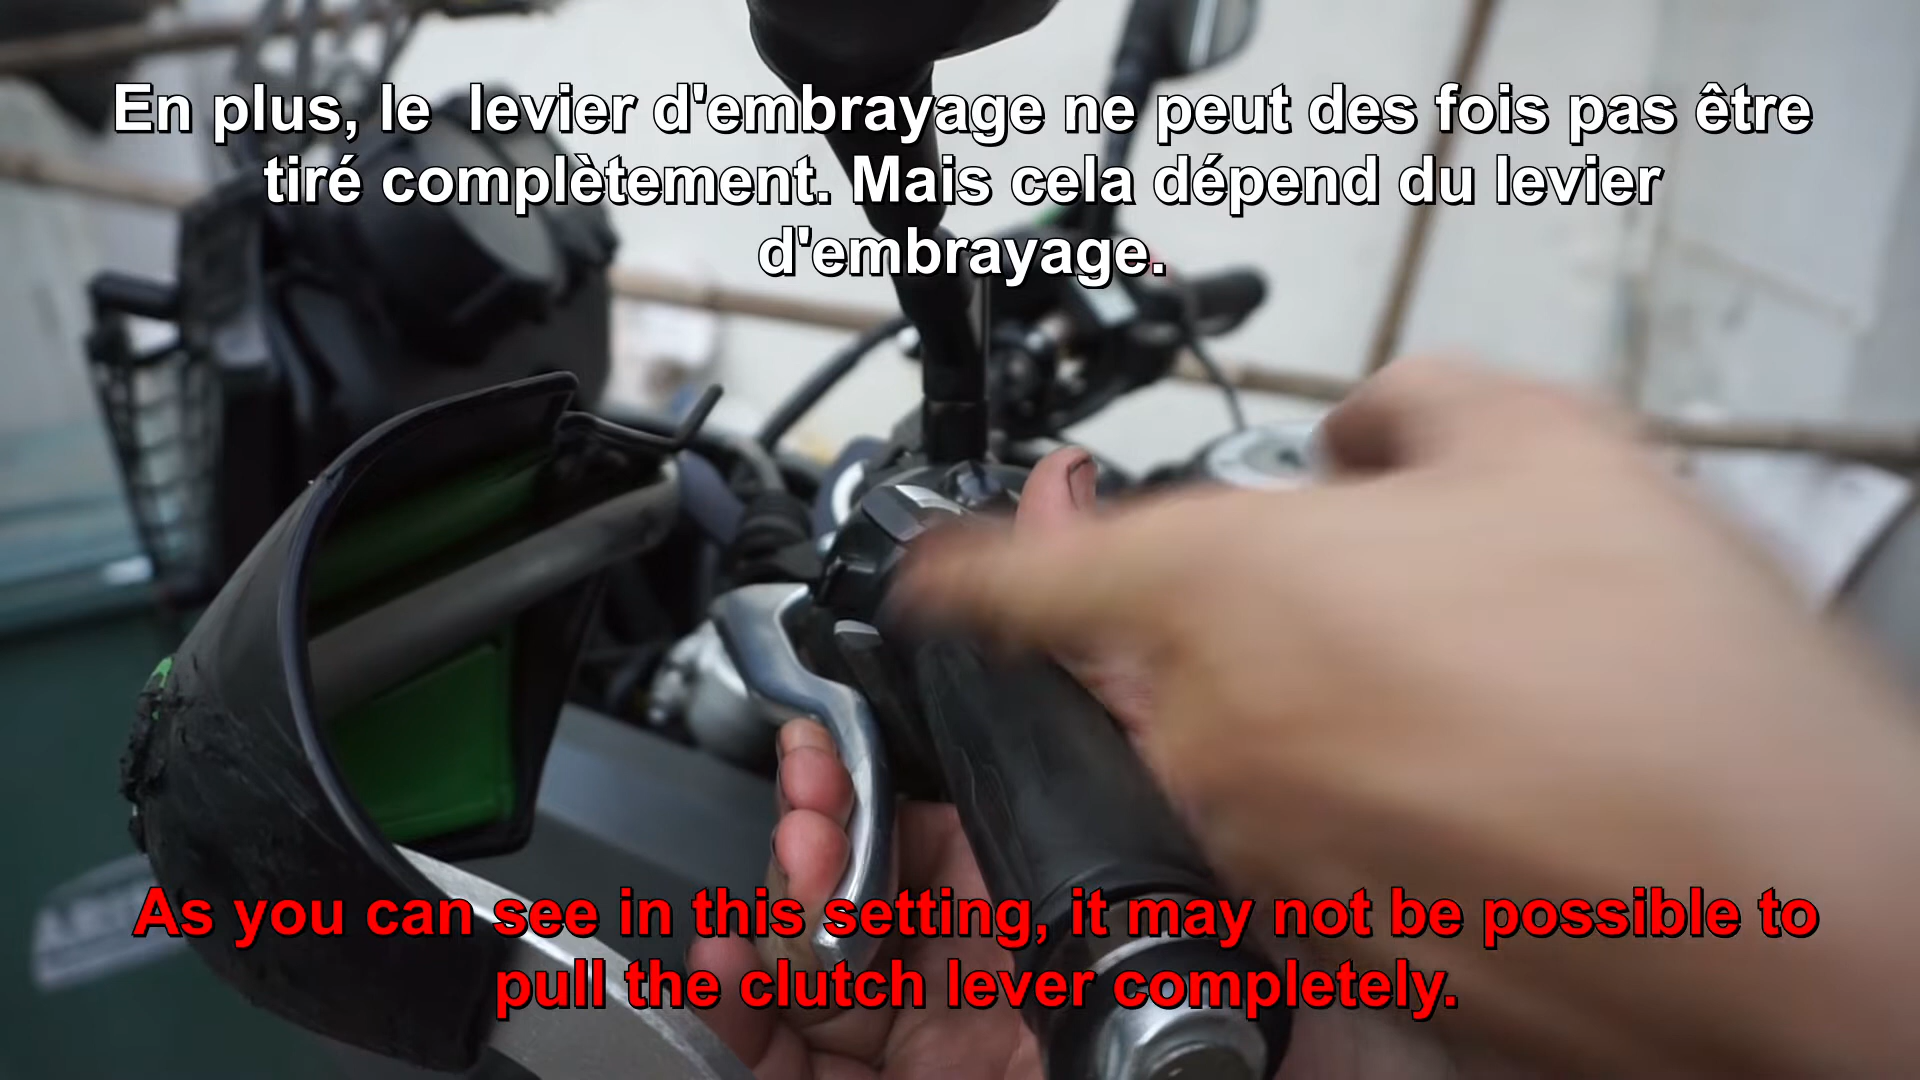 En plus, le  levier d'embrayage ne peut des fois pas être
tiré complètement. Mais cela dépend du levier
d'embrayage.
As you can see in this setting, it may not be possible to
pull the clutch lever completely.